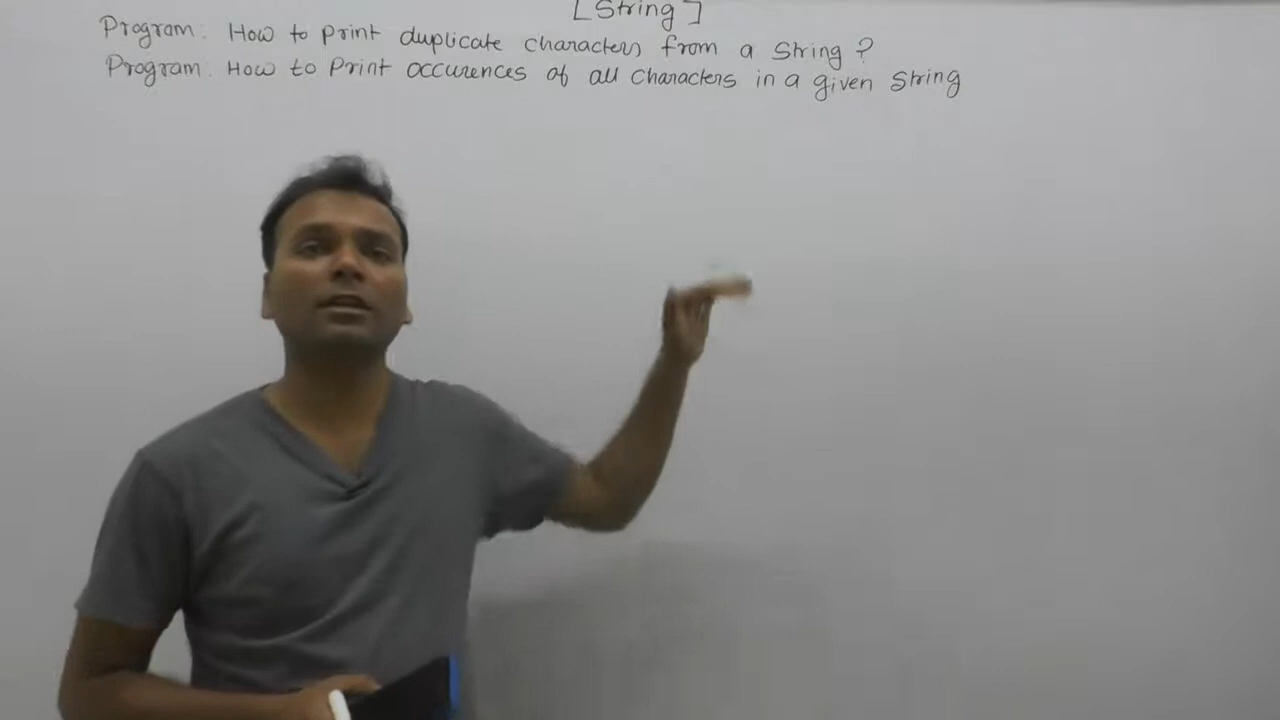 [String]
Program: How to print duplicate characters from a String?
Program: How to Print occurences of all characters in a given String